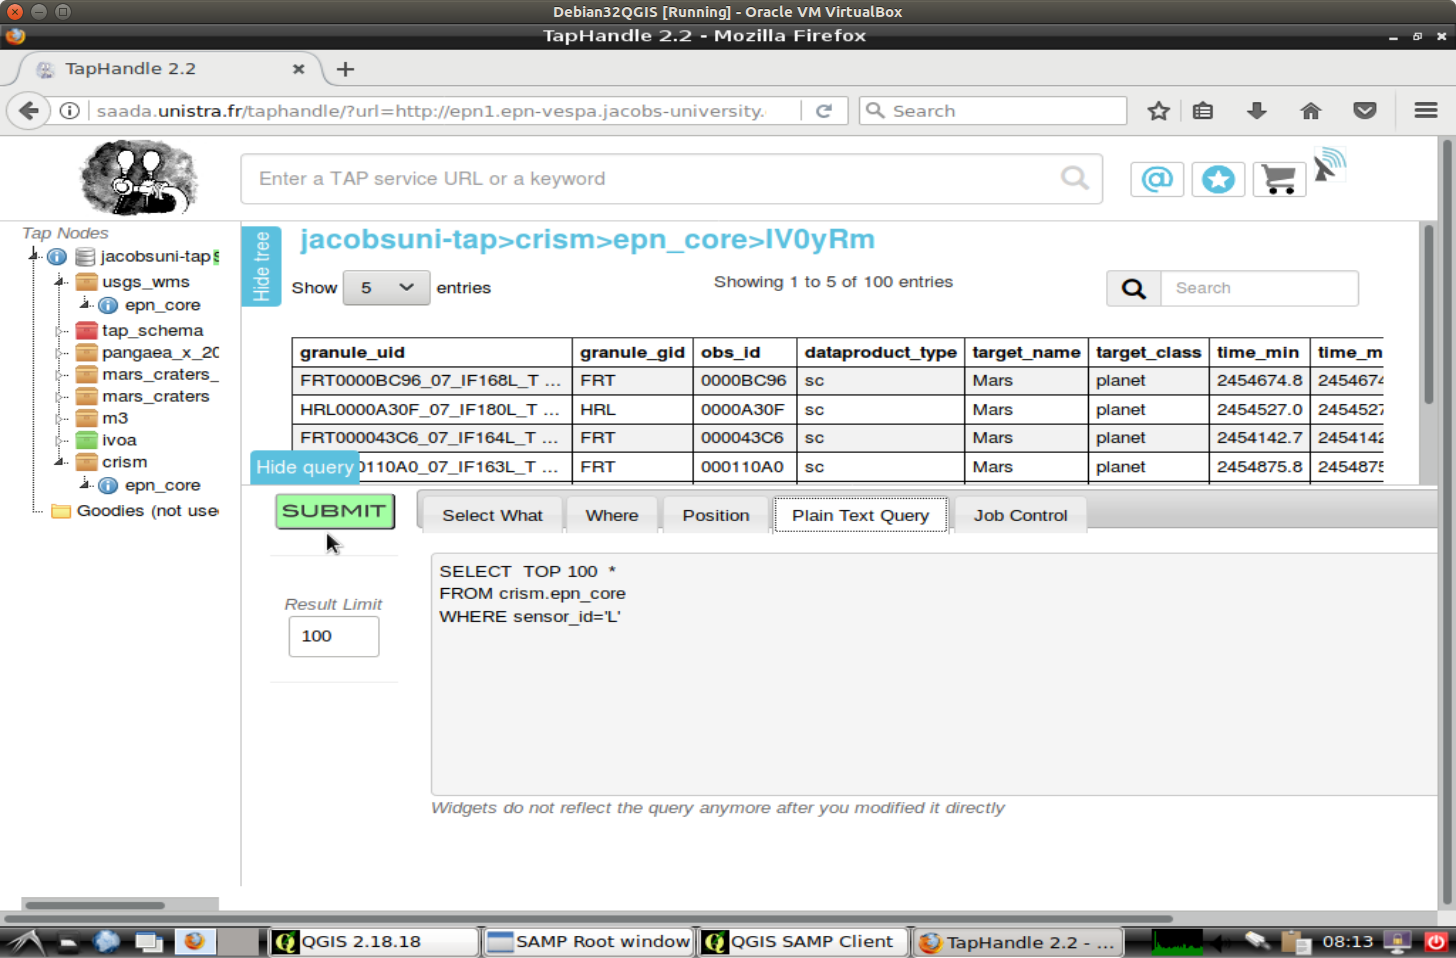 Debian32QGIS [Running] - Oracle VM VirtualBox
TapHandle 2.2 - Mozilla Firefox
TapHandle 2.2
saada.unistra.fr/taphandle/?url=http://epn1.epn-vespa.jacobs-university.
Search
Enter a TAP service URL or a keyword
Tap Nodes
jacobsuni-tap
usgs_wms
epn_core
tap_schema
pangaea_x_20
mars_craters_
mars_craters
m3
ivoa
crism
epn_core
Goodies (not use
Hide tree
jacobsuni-tap>crism>epn_core>IV0yRm
Show 5 entries
Showing 1 to 5 of 100 entries
Search
granule_uid granule_gid obs_id dataproduct_type target_name target_class time_min time_m
FRT0000BC96_07_IF168L_T ... FRT 0000BC96 sc Mars planet 2454674.8 2454674
HRL0000A30F_07_IF180L_T ... HRL 0000A30F sc Mars planet 2454527.0 2454527
FRT000043C6_07_IF164L_T ... FRT 000043C6 sc Mars planet 2454142.7 2454142
0110A0_07_IF163L_T ... FRT 000110A0 sc Mars planet 2454875.8 2454875
Hide query
SUBMIT
Select What Where Position Plain Text Query Job Control
Result Limit
100
SELECT TOP 100 *
FROM crism.epn_core
WHERE sensor_id='L'
Widgets do not reflect the query anymore after you modified it directly
QGIS 2.18.18 SAMP Root window QGIS SAMP Client TapHandle 2.2 - ... 08:13